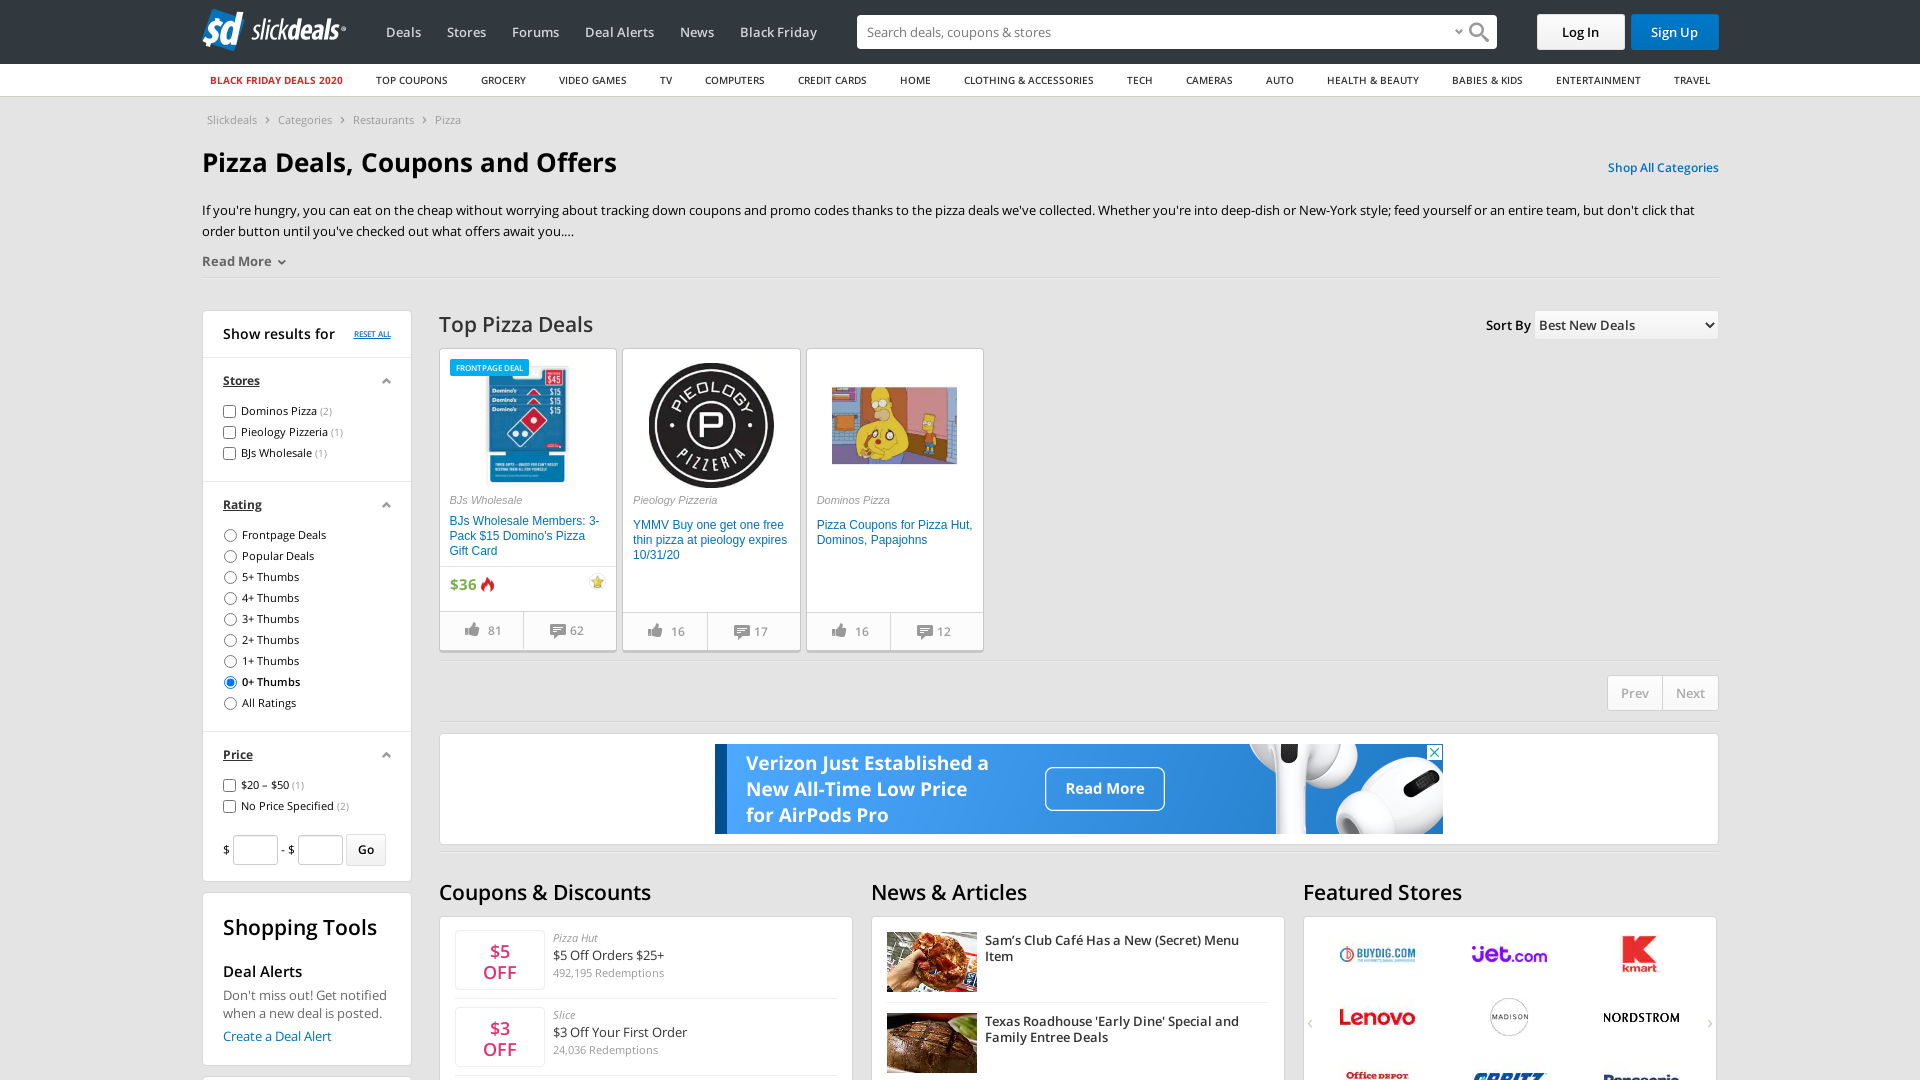 sd slickdeals
Deals
Stores
Forums
Deal Alerts
News
Black Friday
Search deals, coupons & stores
Log In
Sign Up
BLACK FRIDAY DEALS 2020
TOP COUPONS
GROCERY
VIDEO GAMES
TV
COMPUTERS
CREDIT CARDS
HOME
CLOTHING & ACCESSORIES
TECH
CAMERAS
AUTO
HEALTH & BEAUTY
BABIES & KIDS
ENTERTAINMENT
TRAVEL
Slickdeals › Categories › Restaurants › Pizza
Pizza Deals, Coupons and Offers
Shop All Categories
If you're hungry, you can eat on the cheap without worrying about tracking down coupons and promo codes thanks to the pizza deals we've collected. Whether you're into deep-dish or New-York style; feed yourself or an entire team, but don't click that
order button until you've checked out what offers await you....
Read More
Show results for
RESET ALL
Stores
Dominos Pizza (2)
Pieology Pizzeria (1)
BJs Wholesale (1)
Rating
Frontpage Deals
Popular Deals
5+ Thumbs
4+ Thumbs
3+ Thumbs
2+ Thumbs
1+ Thumbs
0+ Thumbs
All Ratings
Price
$20 – $50 (1)
No Price Specified (2)
$ - $ Go
Shopping Tools
Deal Alerts
Don't miss out! Get notified
when a new deal is posted.
Create a Deal Alert
Top Pizza Deals
Sort By Best New Deals
FRONTPAGE DEAL
$45
Domino's $15
Domino's $15
Domino's $15
BJs Wholesale
BJs Wholesale Members: 3-
Pack $15 Domino's Pizza
Gift Card
$36
81
62
PIEOLOGY
P
PIZZERIA
Pieology Pizzeria
YMMV Buy one get one free
thin pizza at pieology expires
10/31/20
16
17
Dominos Pizza
Pizza Coupons for Pizza Hut,
Dominos, Papajohns
16
12
Prev
Next
Verizon Just Established a
New All-Time Low Price
for AirPods Pro
Read More
Coupons & Discounts
$5
OFF
Pizza Hut
$5 Off Orders $25+
492,195 Redemptions
$3
OFF
Slice
$3 Off Your First Order
24,036 Redemptions
News & Articles
Sam's Club Café Has a New (Secret) Menu
Item
Texas Roadhouse 'Early Dine' Special and
Family Entree Deals
Featured Stores
BUYDIG.COM
Jet.com
K
kmart
Lenovo
MADISON
NORDSTROM
Office DEPOT
ORBITZ
Panasonic